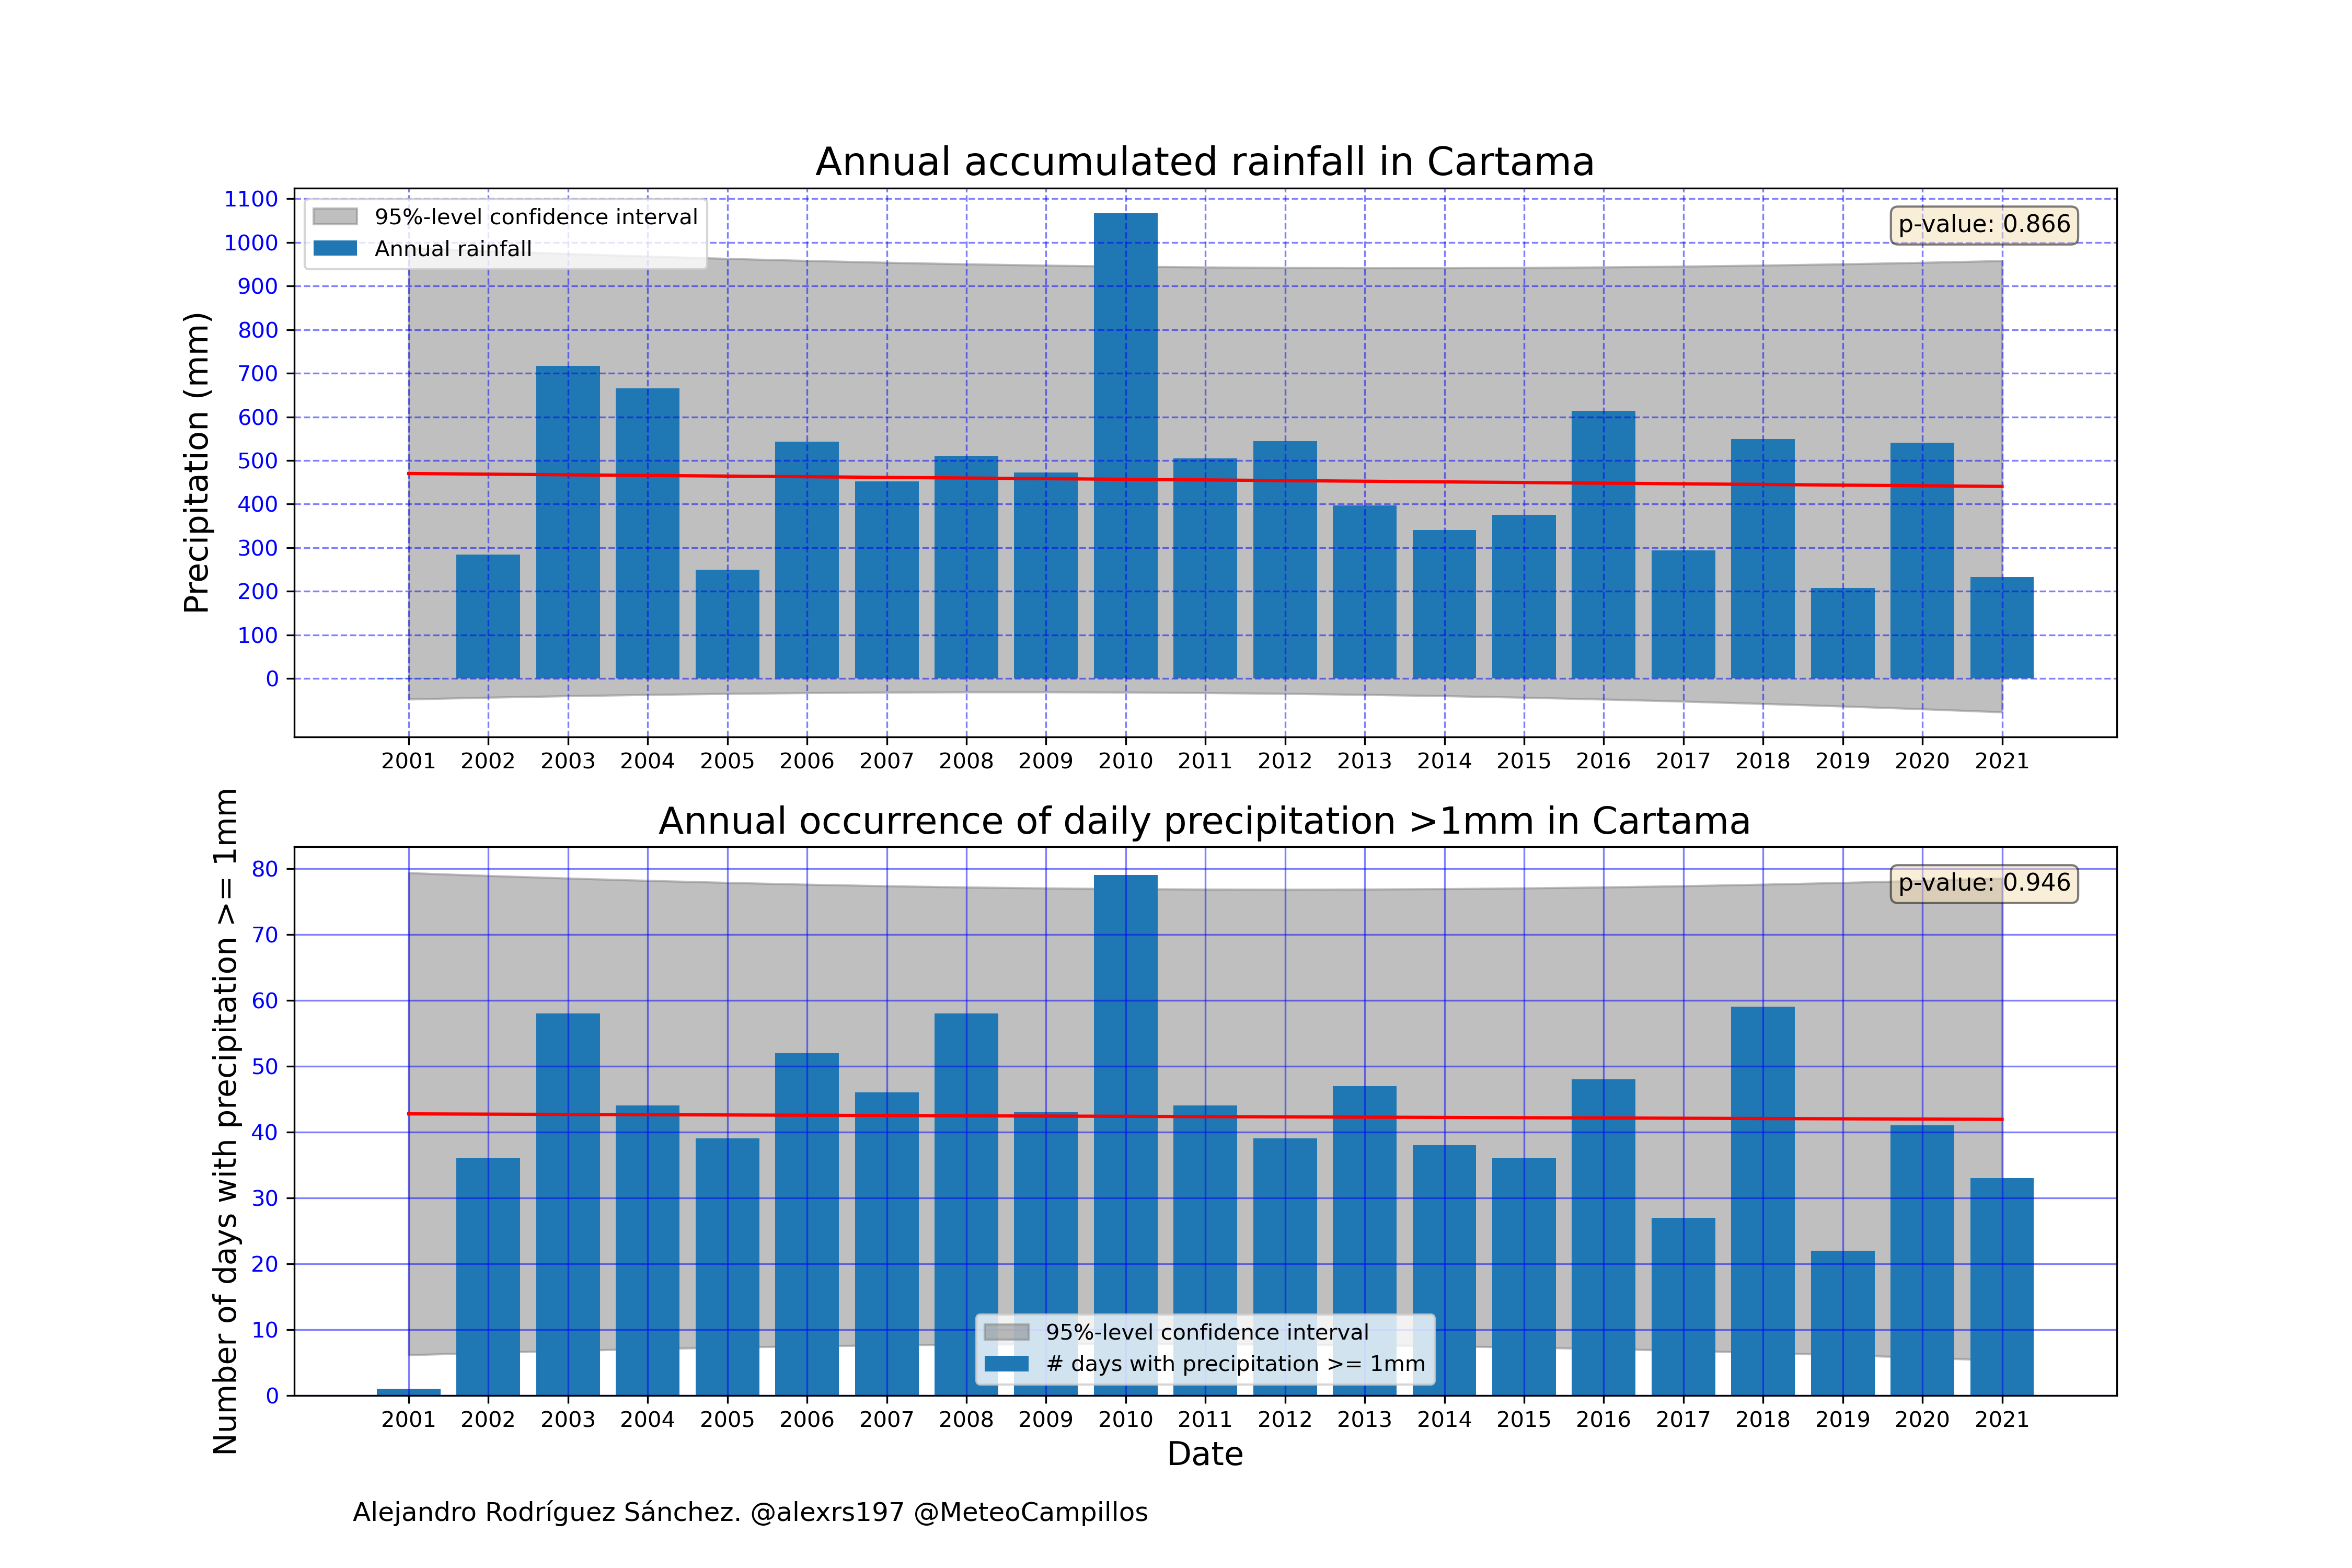 Annual accumulated rainfall in Cartama
1100
1000
900
800
700
600
500
400
300
200
100
0
Precipitation (mm)
95%-level confidence interval
Annual rainfall
p-value: 0.866
2001 2002 2003 2004 2005 2006 2007 2008 2009 2010 2011 2012 2013 2014 2015 2016 2017 2018 2019 2020 2021
Annual occurrence of daily precipitation >1mm in Cartama
80
70
60
50
40
30
20
10
0
Number of days with precipitation >= 1mm
p-value: 0.946
95%-level confidence interval
# days with precipitation >= 1mm
2001 2002 2003 2004 2005 2006 2007 2008 2009 2010 2011 2012 2013 2014 2015 2016 2017 2018 2019 2020 2021
Date
Alejandro Rodríguez Sánchez. @alexrs197 @MeteoCampillos